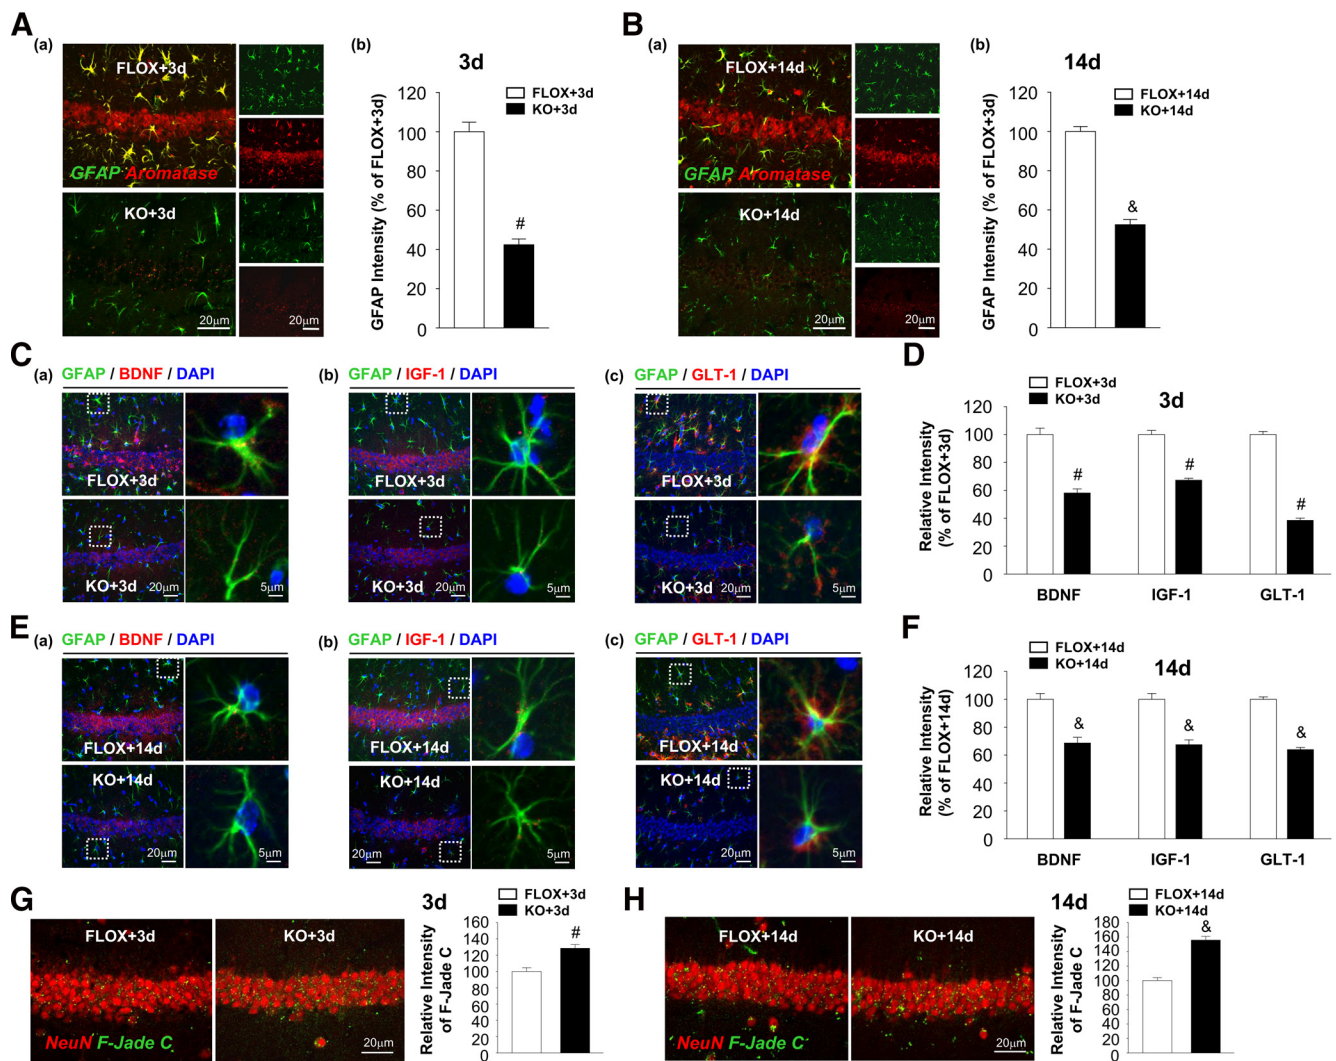 A
(a)
FLOX+3d
GFAP Aromatase
KO+3d
20μm
20μm
(b)
3d
FLOX+3d
KO+3d
GFAP Intensity (% of FLOX+3d)
120
100
80
60
40
20
0
#
B
(a)
FLOX+14d
GFAP Aromatase
KO+14d
20μm
20μm
(b)
14d
FLOX+14d
KO+14d
GFAP Intensity (% of FLOX+3d)
120
100
80
60
40
20
0
&
C
(a) GFAP / BDNF / DAPI
FLOX+3d
KO+3d
20μm
5μm
(b) GFAP / IGF-1 / DAPI
FLOX+3d
KO+3d
20μm
5μm
(c) GFAP / GLT-1 / DAPI
FLOX+3d
KO+3d
20μm
5μm
D
FLOX+3d
KO+3d
3d
Relative Intensity
(% of FLOX+3d)
120
100
80
60
40
20
0
#
#
#
BDNF
IGF-1
GLT-1
E
(a) GFAP / BDNF / DAPI
FLOX+14d
KO+14d
20μm
5μm
(b) GFAP / IGF-1 / DAPI
FLOX+14d
KO+14d
20μm
5μm
(c) GFAP / GLT-1 / DAPI
FLOX+14d
KO+14d
20μm
5μm
F
FLOX+14d
KO+14d
14d
Relative Intensity
(% of FLOX+14d)
120
100
80
60
40
20
0
&
&
&
BDNF
IGF-1
GLT-1
G
FLOX+3d
KO+3d
NeuN F-Jade C
20μm
3d
FLOX+3d
KO+3d
Relative Intensity
of F-Jade C
160
140
120
100
80
60
40
20
0
#
H
FLOX+14d
KO+14d
NeuN F-Jade C
20μm
14d
FLOX+14d
KO+14d
Relative Intensity
of F-Jade C
180
160
140
120
100
80
60
40
20
0
&